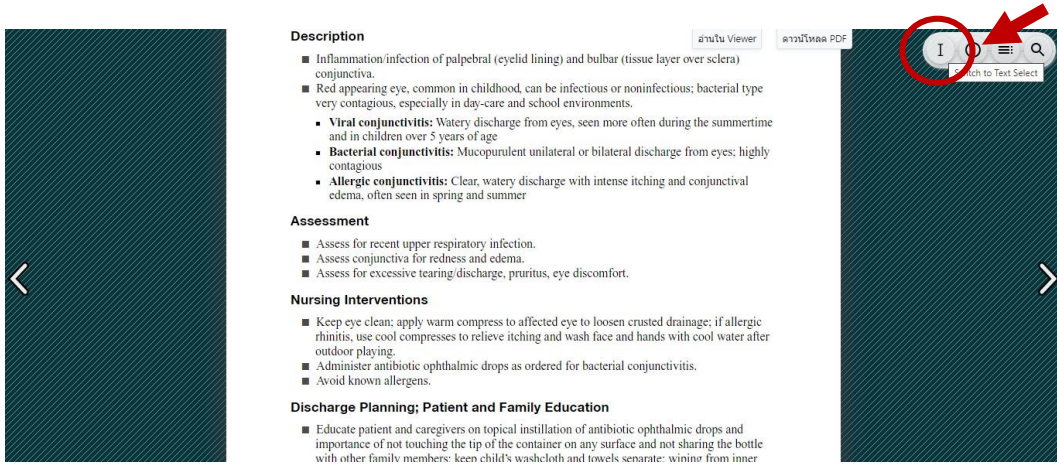 Description
อ่านใน Viewer
ดาวน์โหลด PDF
I
■ Inflammation/infection of palpebral (eyelid lining) and bulbar (tissue layer over sclera)
conjunctiva.
■ Red appearing eye, common in childhood, can be infectious or noninfectious; bacterial type
very contagious, especially in day-care and school environments.
▪ Viral conjunctivitis: Watery discharge from eyes, seen more often during the summertime
and in children over 5 years of age
▪ Bacterial conjunctivitis: Mucopurulent unilateral or bilateral discharge from eyes; highly
contagious
▪ Allergic conjunctivitis: Clear, watery discharge with intense itching and conjunctival
edema, often seen in spring and summer
Switch to Text Select
Assessment
■ Assess for recent upper respiratory infection.
■ Assess conjunctiva for redness and edema.
■ Assess for excessive tearing/discharge, pruritus, eye discomfort.
Nursing Interventions
■ Keep eye clean; apply warm compress to affected eye to loosen crusted drainage; if allergic
rhinitis, use cool compresses to relieve itching and wash face and hands with cool water after
outdoor playing.
■ Administer antibiotic ophthalmic drops as ordered for bacterial conjunctivitis.
■ Avoid known allergens.
Discharge Planning; Patient and Family Education
■ Educate patient and caregivers on topical instillation of antibiotic ophthalmic drops and
importance of not touching the tip of the container on any surface and not sharing the bottle
with other family members; keep child's washcloth and towels separate; wiping from inner